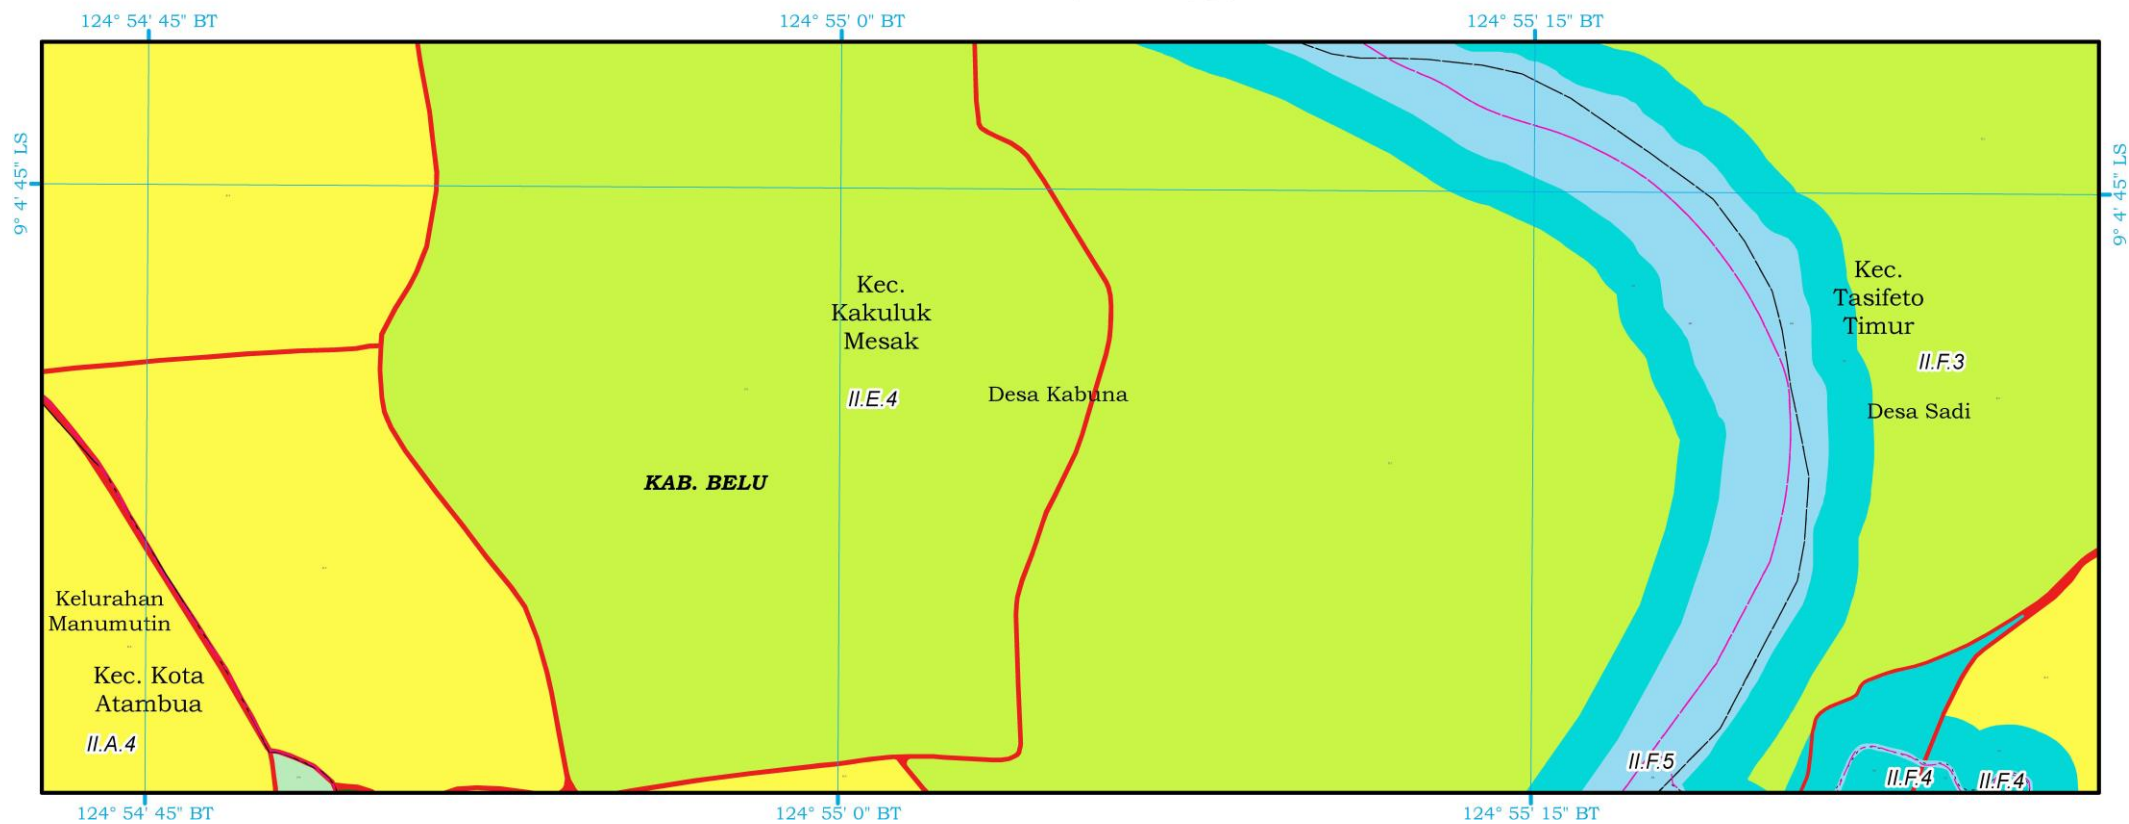 124° 54' 45" BT
124° 55' 0" BT
124° 55' 15" BT
9° 4' 45" LS
9° 4' 45" LS
Kec.
Kakuluk
Mesak
II.E.4
Desa Kabuna
KAB. BELU
Kec.
Tasifeto
Timur
II.F.3
Desa Sadi
Kelurahan
Manumutin
Kec. Kota
Atambua
II.A.4
II.F.5
II.F.4
II.F.4
124° 54' 45" BT
124° 55' 0" BT
124° 55' 15" BT